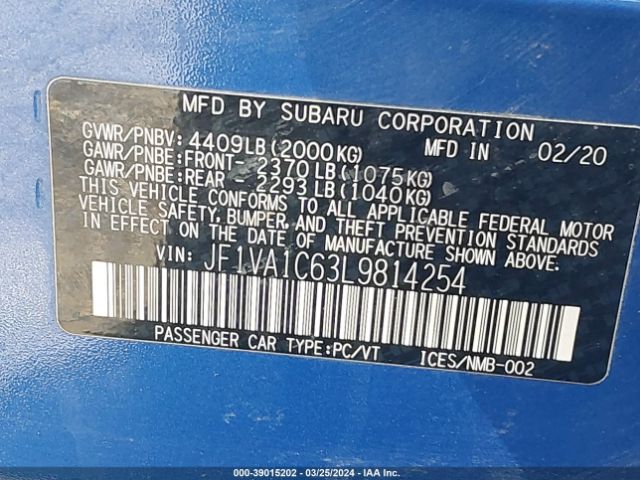 MFD BY SUBARU CORPORATION
GVWR/PNBV: 4409LB(2000KG) MFD IN 02/20
GAWR/PNBE:FRONT- 2370LB(1075KG)
GAWR/PNBE:REAR - 2293LB(1040KG)
THIS VEHICLE CONFORMS TO ALL APPLICABLE FEDERAL MOTOR
VEHICLE SAFETY, BUMPER, AND THEFT PREVENTION STANDARDS
IN EFFECT ON THE DATE OF MANUFACTURE SHOWN ABOVE.
VIN: JF1VA1C63L9814254
PASSENGER CAR TYPE:PC/VT ICES/NMB-002
000-39015202 - 03/25/2024 - IAA Inc.